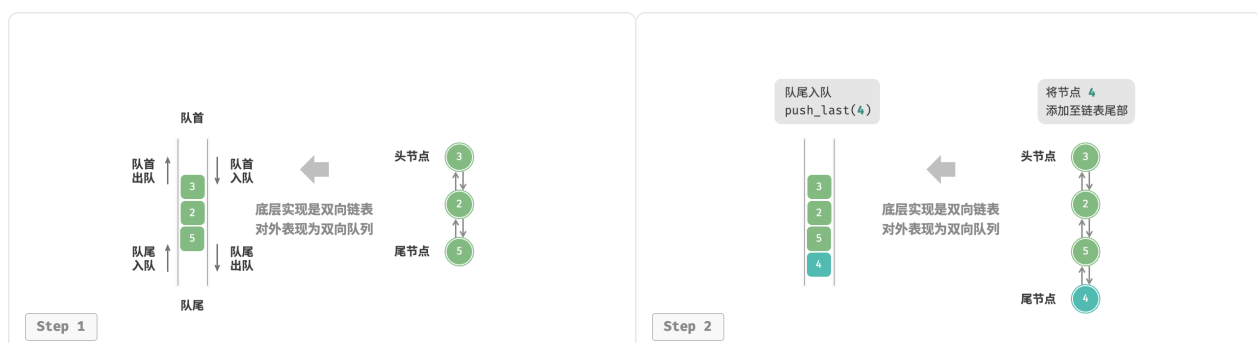 队首
队首
出队
队首
入队
3
2
5
队尾
入队
队尾
出队
队尾
底层实现是双向链表
对外表现为双向队列
头节点
3
2
尾节点
5
Step 1
队尾入队
push_last(4)
将节点 4
添加至链表尾部
3
2
5
4
底层实现是双向链表
对外表现为双向队列
头节点
3
2
5
尾节点
4
Step 2